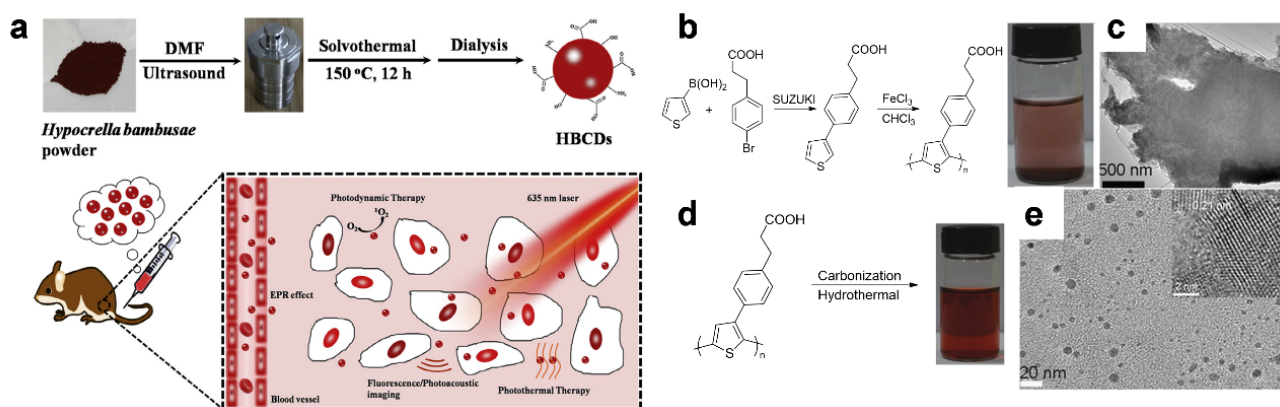 a
DMF
Ultrasound
Solvothermal
150 °C, 12 h
Dialysis
HBCDs
Hypocrella bambusae
powder
Photodynamic Therapy
¹O₂
O₂
635 nm laser
EPR effect
Fluorescence/Photoacoustic
imaging
Photothermal Therapy
Blood vessel
b
COOH
B(OH)₂
+
S
Br
SUZUKI
COOH
S
FeCl₃
CHCl₃
COOH
S
n
c
500 nm
d
COOH
S
n
Carbonization
Hydrothermal
e
0.21 nm
20 nm